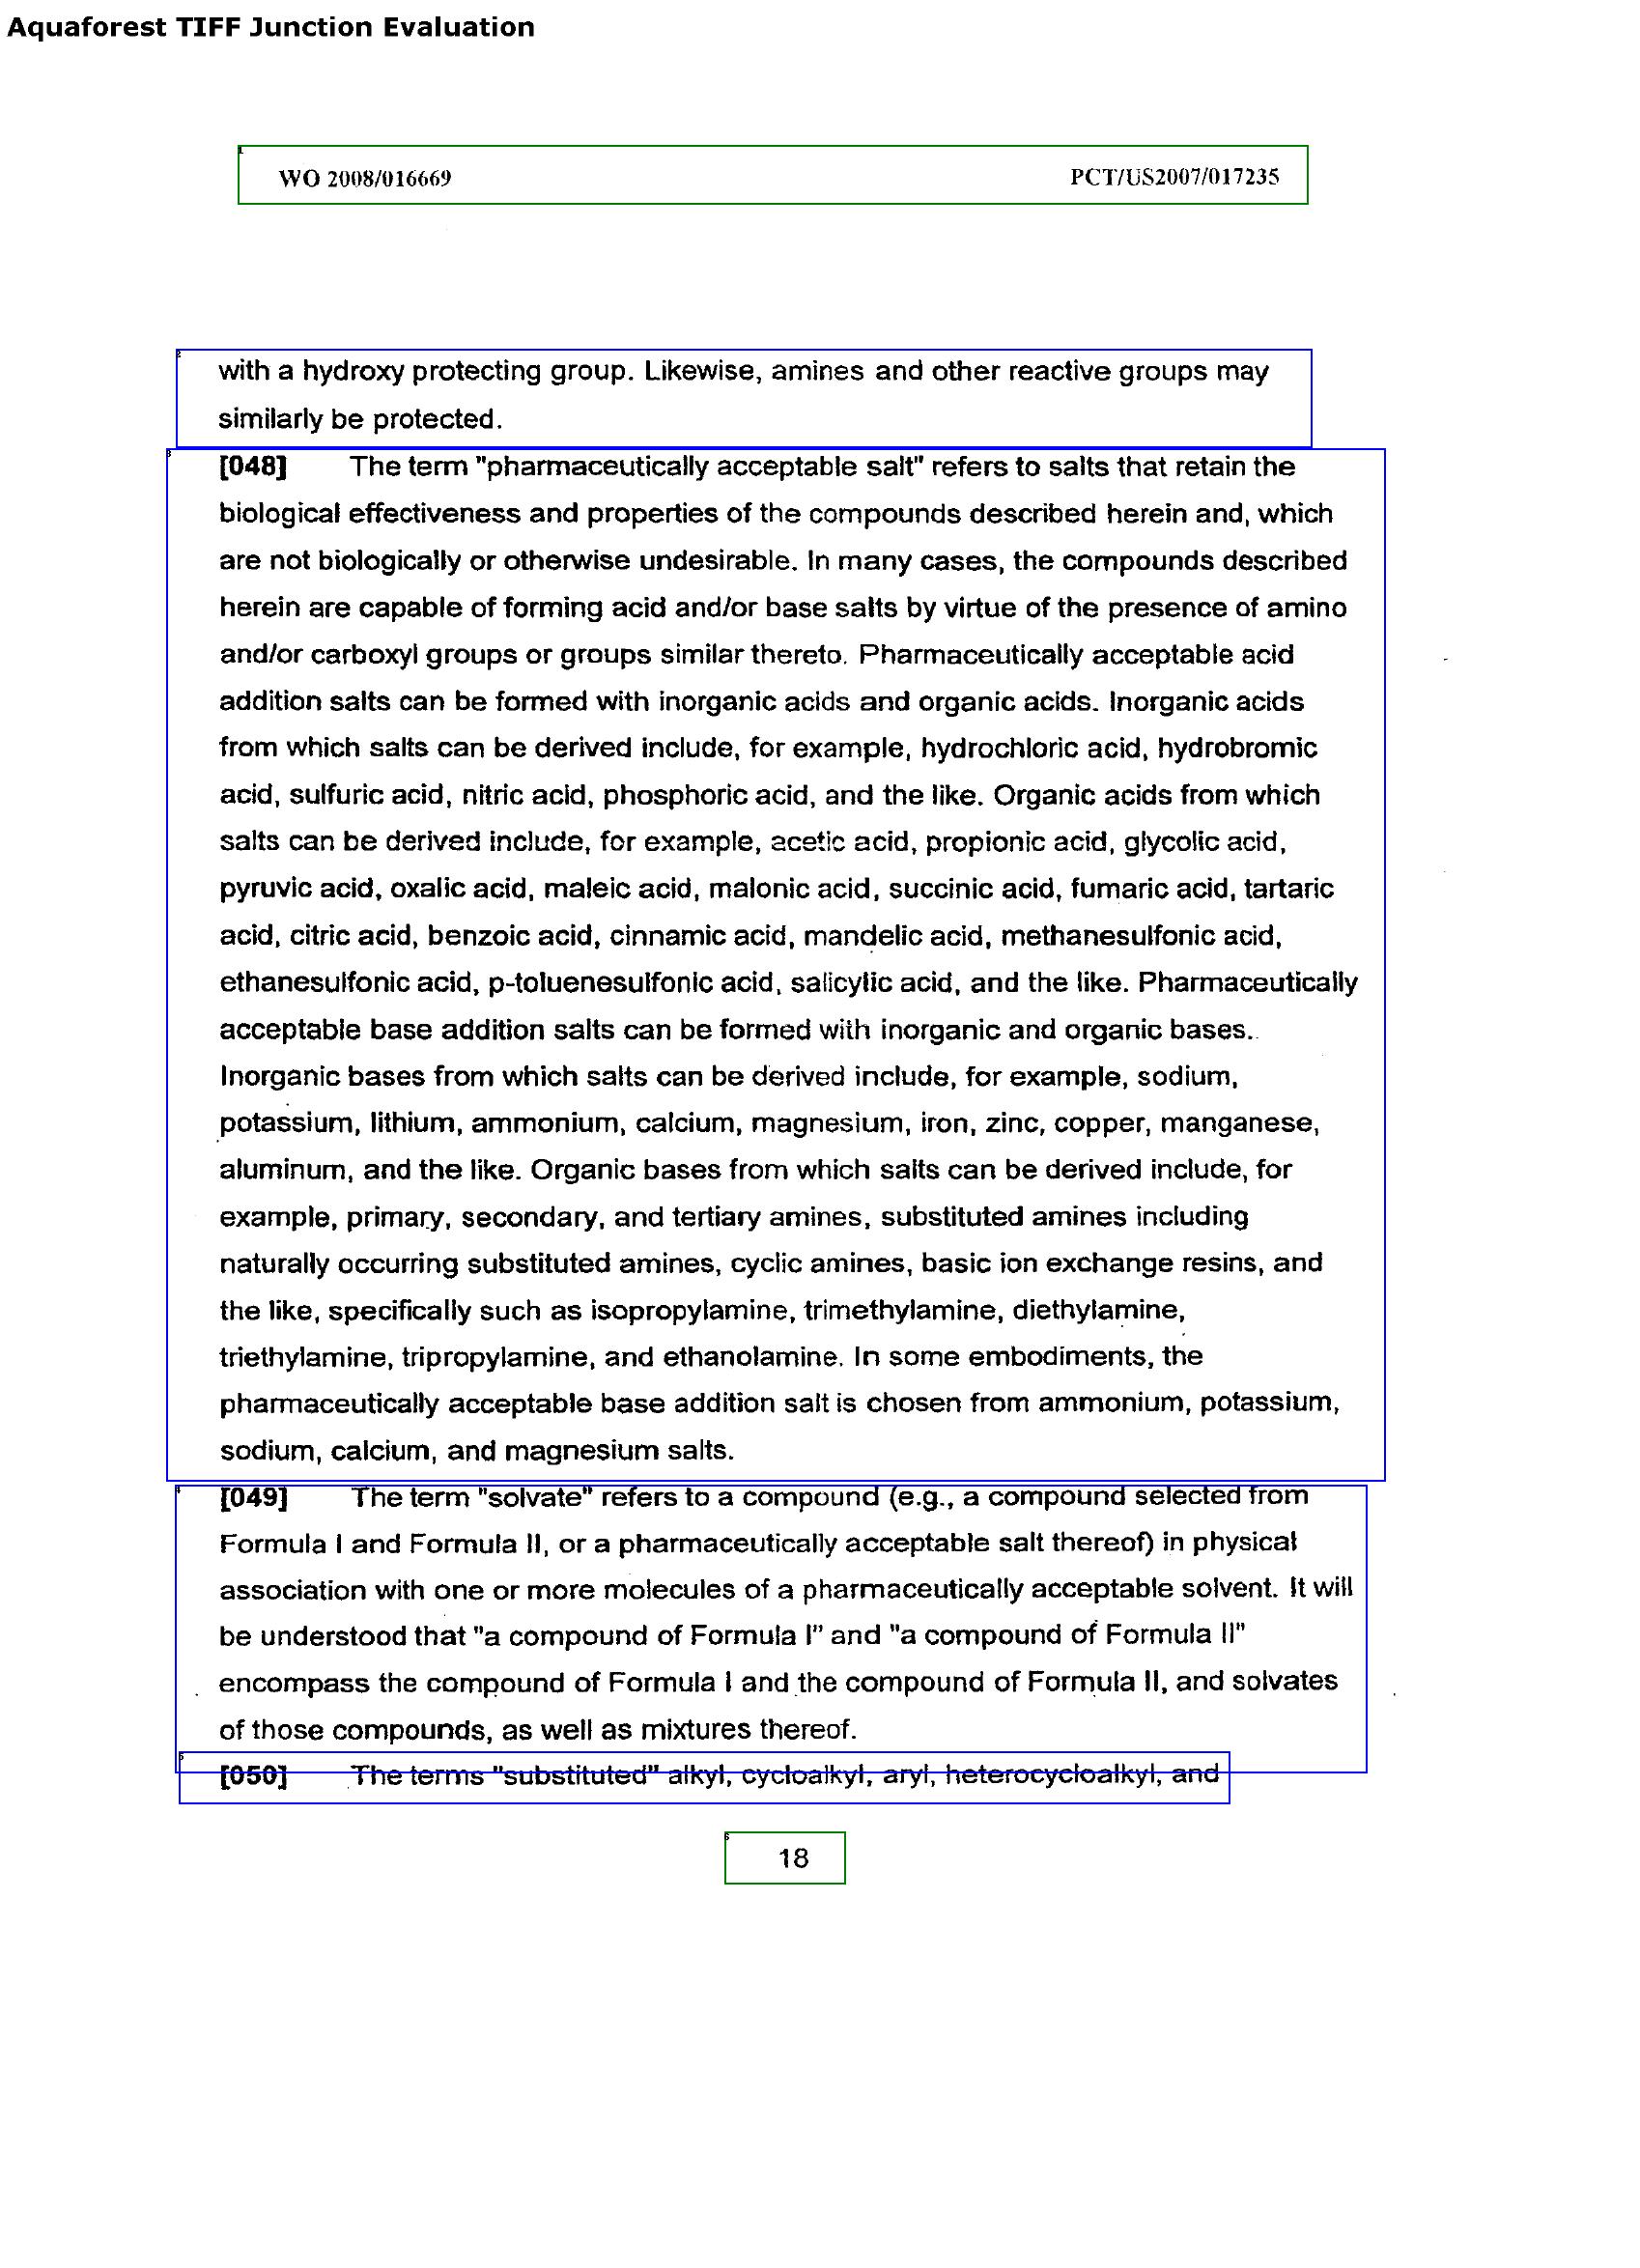 Aquaforest TIFF Junction Evaluation
WO 2008/016669 PCT/US2007/017235
with a hydroxy protecting group. Likewise, amines and other reactive groups may
similarly be protected.
[048] The term "pharmaceutically acceptable salt" refers to salts that retain the
biological effectiveness and properties of the compounds described herein and, which
are not biologically or otherwise undesirable. In many cases, the compounds described
herein are capable of forming acid and/or base salts by virtue of the presence of amino
and/or carboxyl groups or groups similar thereto. Pharmaceutically acceptable acid
addition salts can be formed with inorganic acids and organic acids. Inorganic acids
from which salts can be derived include, for example, hydrochloric acid, hydrobromic
acid, sulfuric acid, nitric acid, phosphoric acid, and the like. Organic acids from which
salts can be derived include, for example, acetic acid, propionic acid, glycolic acid,
pyruvic acid, oxalic acid, maleic acid, malonic acid, succinic acid, fumaric acid, tartaric
acid, citric acid, benzoic acid, cinnamic acid, mandelic acid, methanesulfonic acid,
ethanesulfonic acid, p-toluenesulfonic acid, salicylic acid, and the like. Pharmaceutically
acceptable base addition salts can be formed with inorganic and organic bases.
Inorganic bases from which salts can be derived include, for example, sodium,
potassium, lithium, ammonium, calcium, magnesium, iron, zinc, copper, manganese,
aluminum, and the like. Organic bases from which salts can be derived include, for
example, primary, secondary, and tertiary amines, substituted amines including
naturally occurring substituted amines, cyclic amines, basic ion exchange resins, and
the like, specifically such as isopropylamine, trimethylamine, diethylamine,
triethylamine, tripropylamine, and ethanolamine. In some embodiments, the
pharmaceutically acceptable base addition salt is chosen from ammonium, potassium,
sodium, calcium, and magnesium salts.
[049] The term "solvate" refers to a compound (e.g., a compound selected from
Formula I and Formula II, or a pharmaceutically acceptable salt thereof) in physical
association with one or more molecules of a pharmaceutically acceptable solvent. It will
be understood that "a compound of Formula I" and "a compound of Formula II"
encompass the compound of Formula I and the compound of Formula II, and solvates
of those compounds, as well as mixtures thereof.
[050] The terms "substituted" alkyl, cycloalkyl, aryl, heterocycloalkyl, and
18